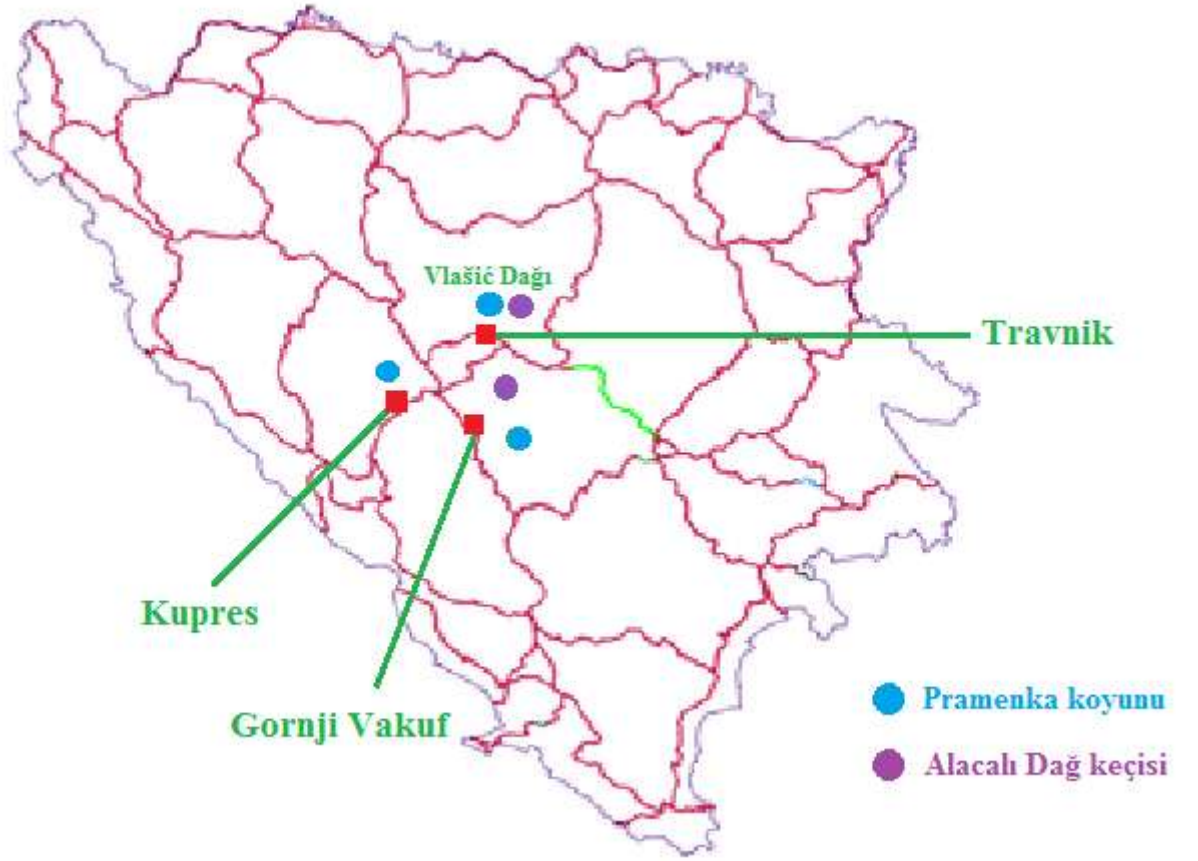 Vlašić Dağı
Travnik
Kupres
Gornji Vakuf
Pramenka koyunu
Alacalı Dağ keçisi